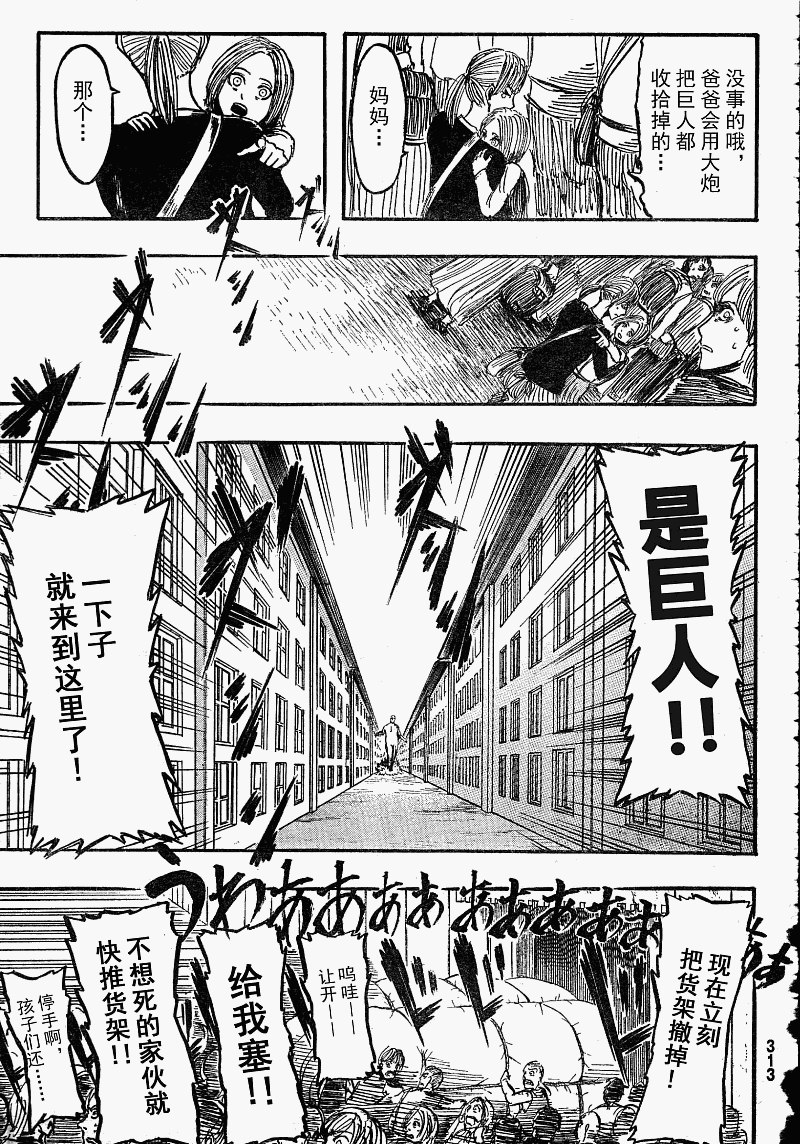 没事的哦，
爸爸会用大炮
把巨人都
收拾掉的…
妈妈…
那个…
是巨人!!
一下子
就来到这里了！
うわああああああああああ
现在立刻
把货架撤掉！
呜哇——
让开——
给我塞!!
不想死的家伙就
快推货架!!
停手啊，
孩子们还……
313